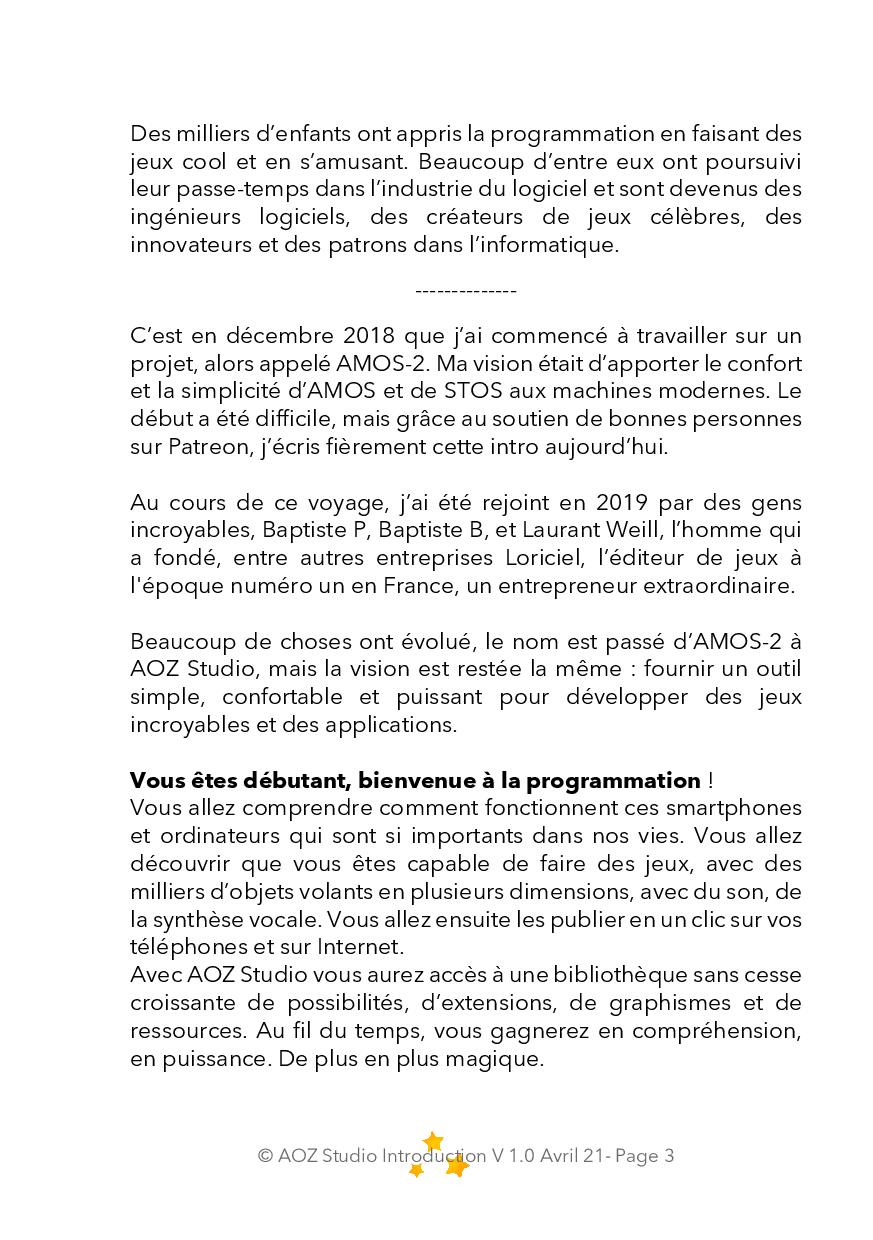 Des milliers d’enfants ont appris la programmation en faisant des
jeux cool et en s’amusant. Beaucoup d’entre eux ont poursuivi
leur passe-temps dans l’industrie du logiciel et sont devenus des
ingénieurs logiciels, des créateurs de jeux célèbres, des
innovateurs et des patrons dans l’informatique.
--------------
C’est en décembre 2018 que j’ai commencé à travailler sur un
projet, alors appelé AMOS-2. Ma vision était d’apporter le confort
et la simplicité d’AMOS et de STOS aux machines modernes. Le
début a été difficile, mais grâce au soutien de bonnes personnes
sur Patreon, j’écris fièrement cette intro aujourd’hui.
Au cours de ce voyage, j’ai été rejoint en 2019 par des gens
incroyables, Baptiste P, Baptiste B, et Laurant Weill, l’homme qui
a fondé, entre autres entreprises Loriciel, l’éditeur de jeux à
l'époque numéro un en France, un entrepreneur extraordinaire.
Beaucoup de choses ont évolué, le nom est passé d’AMOS-2 à
AOZ Studio, mais la vision est restée la même : fournir un outil
simple, confortable et puissant pour développer des jeux
incroyables et des applications.
Vous êtes débutant, bienvenue à la programmation !
Vous allez comprendre comment fonctionnent ces smartphones
et ordinateurs qui sont si importants dans nos vies. Vous allez
découvrir que vous êtes capable de faire des jeux, avec des
milliers d’objets volants en plusieurs dimensions, avec du son, de
la synthèse vocale. Vous allez ensuite les publier en un clic sur vos
téléphones et sur Internet.
Avec AOZ Studio vous aurez accès à une bibliothèque sans cesse
croissante de possibilités, d’extensions, de graphismes et de
ressources. Au fil du temps, vous gagnerez en compréhension,
en puissance. De plus en plus magique.
© AOZ Studio Introduction V 1.0 Avril 21- Page 3